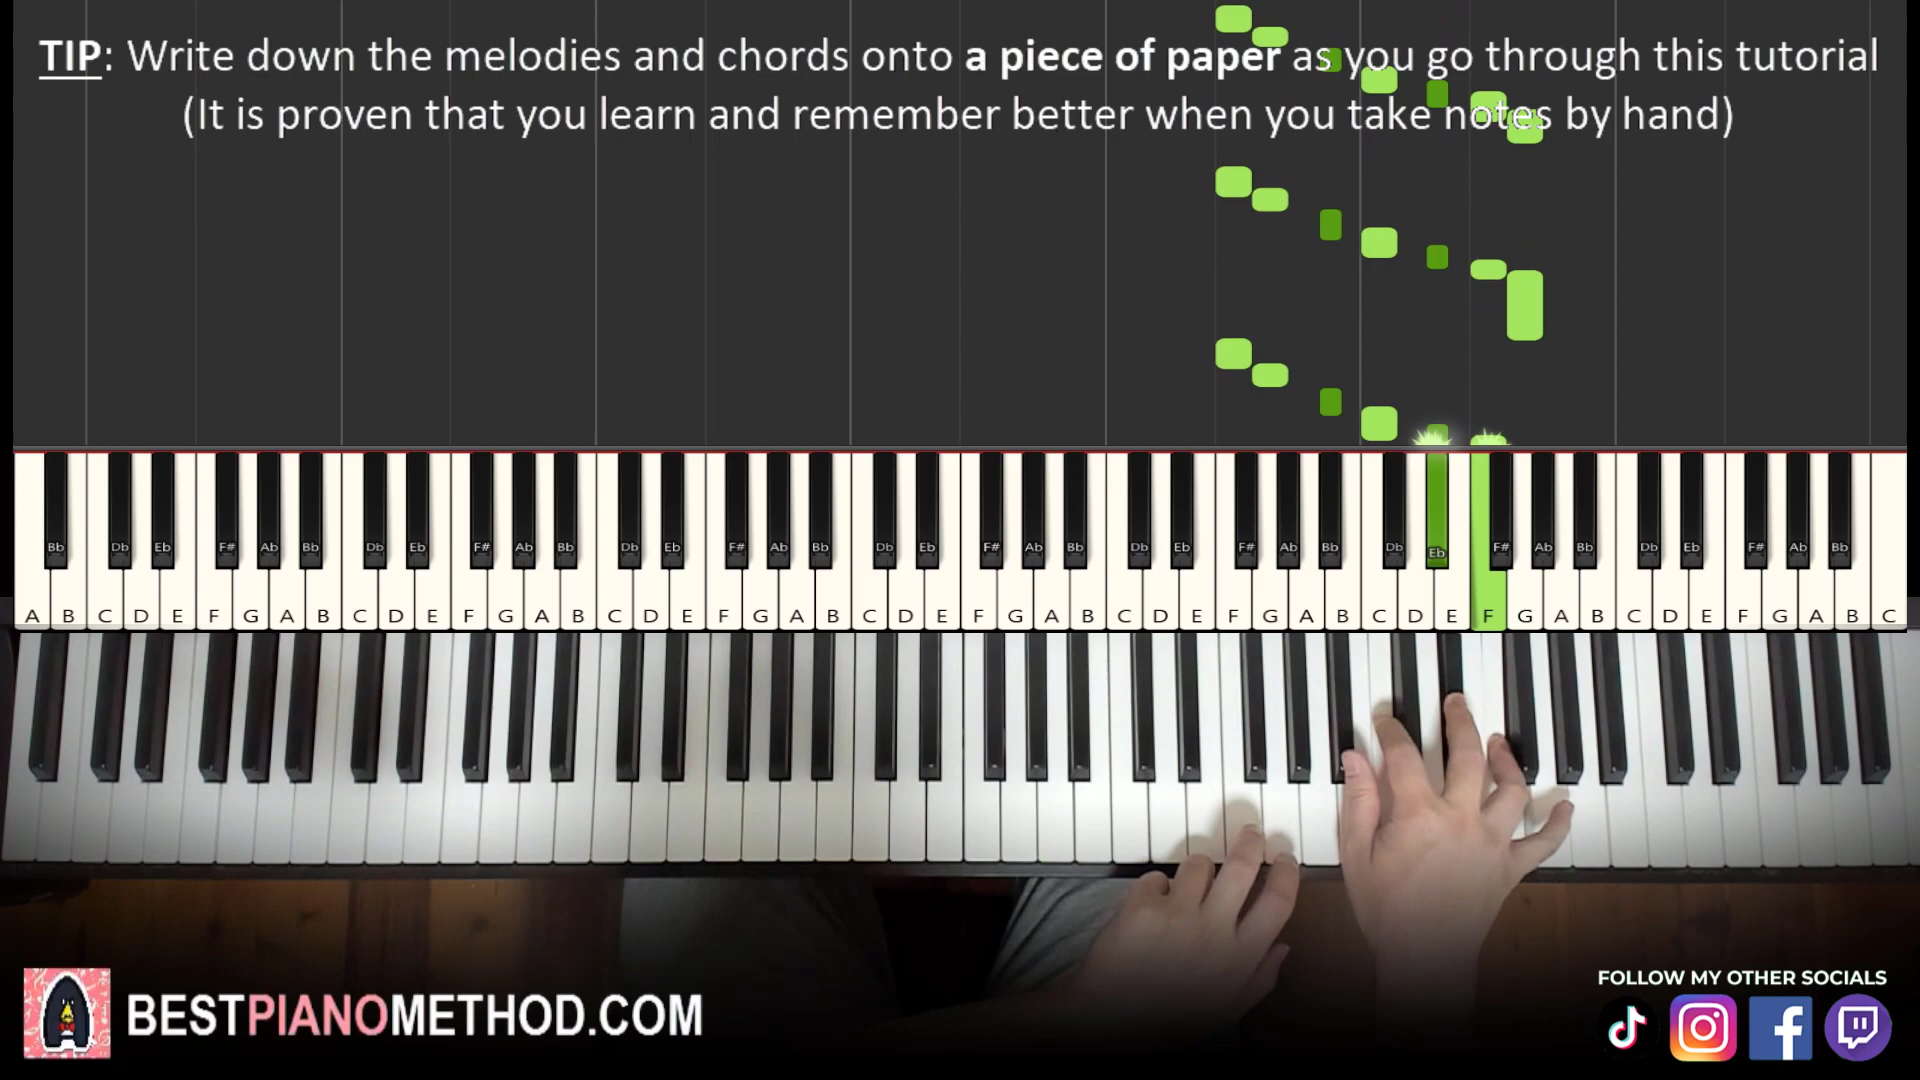 TIP: Write down the melodies and chords onto a piece of paper as you go through this tutorial
(It is proven that you learn and remember better when you take notes by hand)
Bb Db Eb F# Ab Bb Db Eb F# Ab Bb Db Eb F# Ab Bb Db Eb F# Ab Bb Db Eb F# Ab Bb Db Eb F# Ab Bb Db Eb F# Ab Bb
A B C D E F G A B C D E F G A B C D E F G A B C D E F G A B C D E F G A B C D E F G A B C D E F G A B C
FOLLOW MY OTHER SOCIALS
BESTPIANOMETHOD.COM